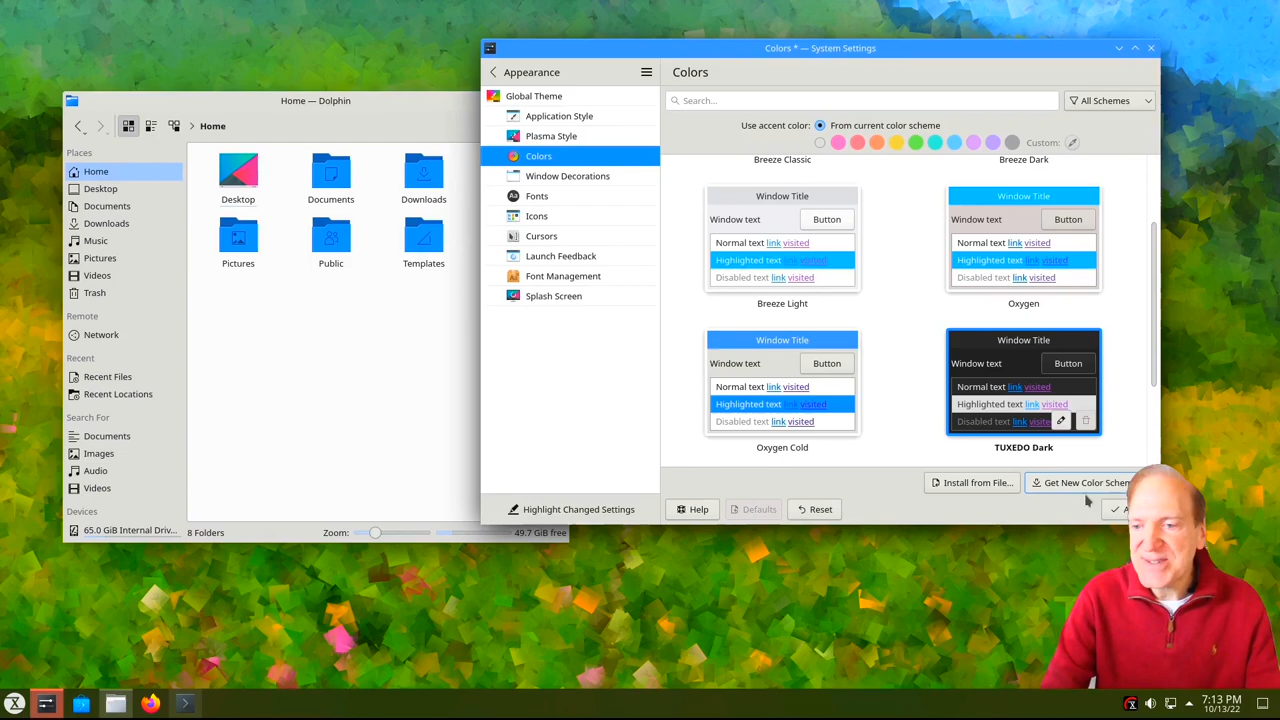 Home — Dolphin
Home
Places
Home
Desktop
Documents
Downloads
Music
Pictures
Videos
Trash
Remote
Network
Recent
Recent Files
Recent Locations
Search For
Documents
Images
Audio
Videos
Devices
65.0 GiB Internal Driv...
Desktop
Documents
Downloads
Pictures
Public
Templates
8 Folders
Zoom:
49.7 GiB free
Colors * — System Settings
Appearance
Global Theme
Application Style
Plasma Style
Colors
Window Decorations
Fonts
Icons
Cursors
Launch Feedback
Font Management
Splash Screen
Highlight Changed Settings
Colors
Search...
All Schemes
Use accent color:
From current color scheme
Custom:
Breeze Classic
Breeze Dark
Window Title
Window text
Button
Normal text link visited
Highlighted text link visited
Disabled text link visited
Breeze Light
Window Title
Window text
Button
Normal text link visited
Highlighted text link visited
Disabled text link visited
Oxygen
Window Title
Window text
Button
Normal text link visited
Highlighted text link visited
Disabled text link visited
Oxygen Cold
Window Title
Aa
Window text
Button
Normal text link visited
Highlighted text link visited
Disabled text link visite
TUXEDO Dark
Install from File...
Get New Color Schem
Help
Defaults
Reset
A
7:13 PM
10/13/22